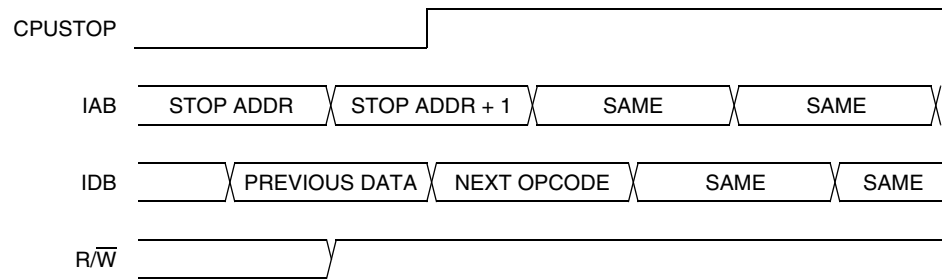 CPUSTOP
IAB STOP ADDR STOP ADDR + 1 SAME SAME
IDB PREVIOUS DATA NEXT OPCODE SAME SAME
R/W̅